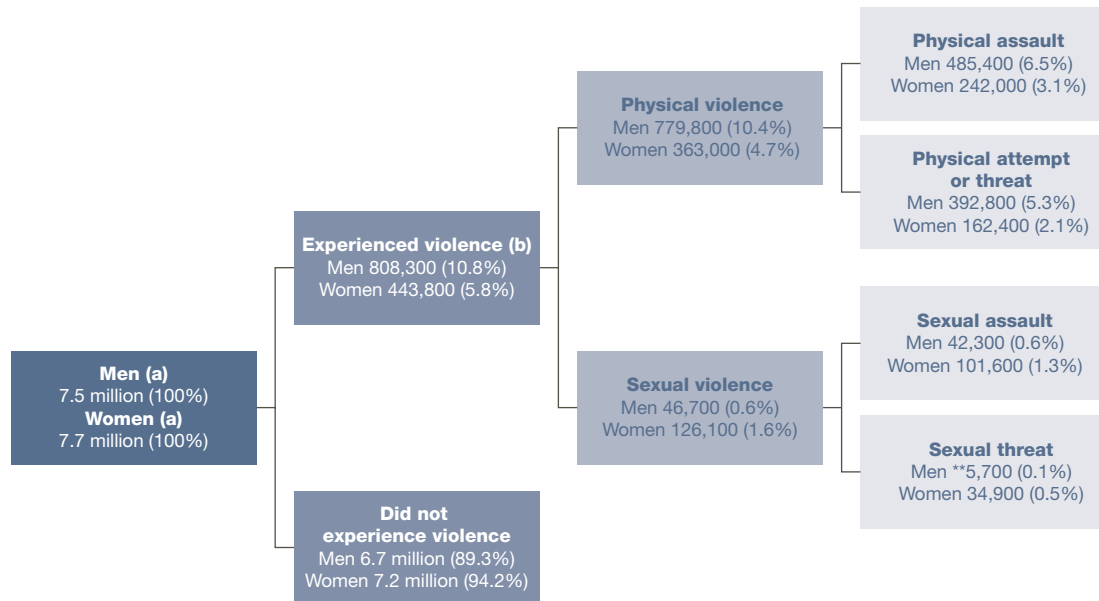 Men (a)
7.5 million (100%)
Women (a)
7.7 million (100%)
Experienced violence (b)
Men 808,300 (10.8%)
Women 443,800 (5.8%)
Did not
experience violence
Men 6.7 million (89.3%)
Women 7.2 million (94.2%)
Physical violence
Men 779,800 (10.4%)
Women 363,000 (4.7%)
Sexual violence
Men 46,700 (0.6%)
Women 126,100 (1.6%)
Physical assault
Men 485,400 (6.5%)
Women 242,000 (3.1%)
Physical attempt
or threat
Men 392,800 (5.3%)
Women 162,400 (2.1%)
Sexual assault
Men 42,300 (0.6%)
Women 101,600 (1.3%)
Sexual threat
Men **5,700 (0.1%)
Women 34,900 (0.5%)